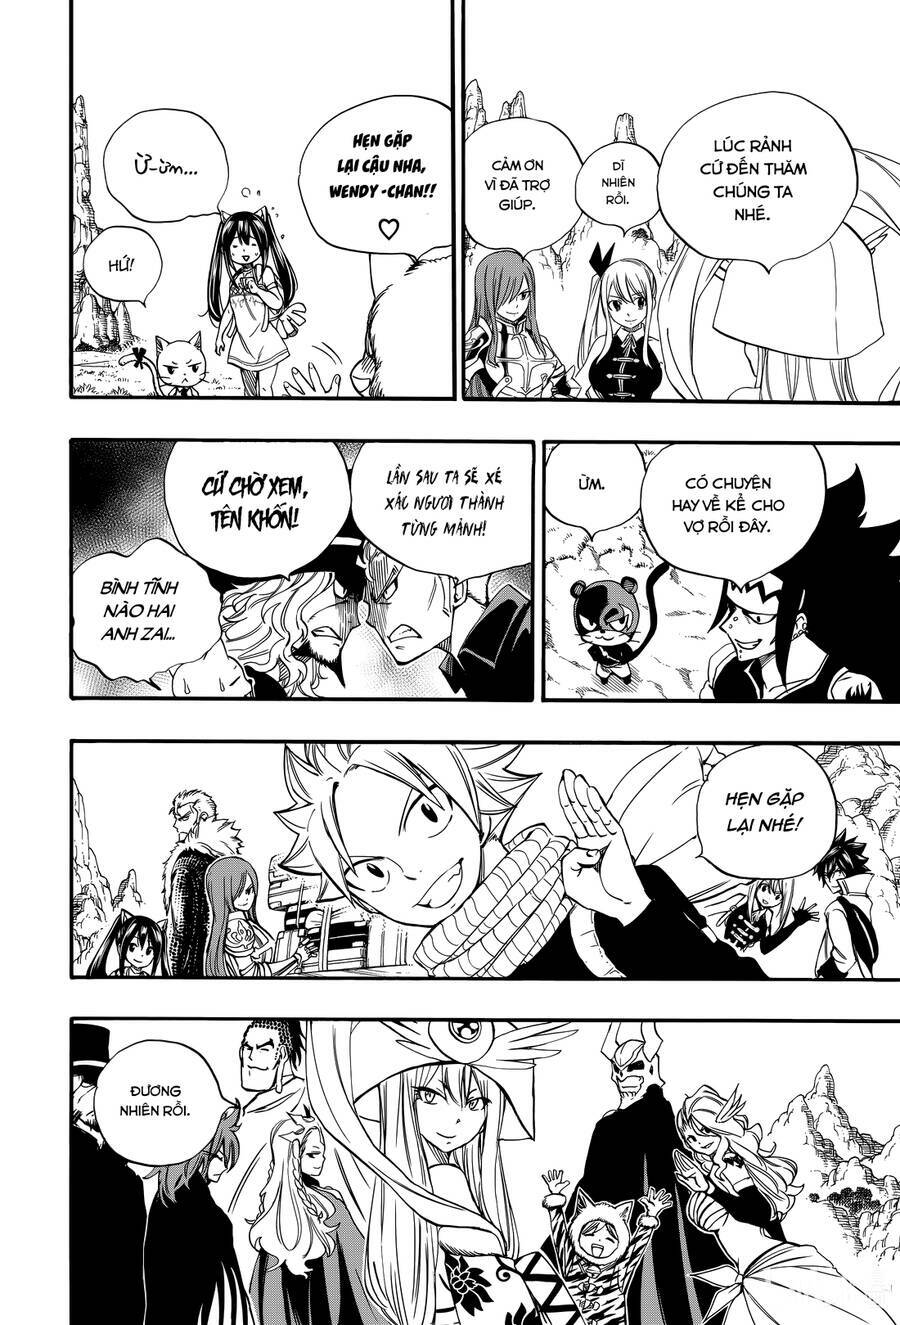 LÚC RẢNH
CỨ ĐẾN THĂM
CHÚNG TA
NHÉ.
DĨ
NHIÊN
RỒI.
CẢM ƠN
VÌ ĐÃ TRỢ
GIÚP.
HẸN GẶP
LẠI CẬU NHA,
WENDY -CHAN!!
♡
Ừ-ừm...
HỨ!
CÓ CHUYỆN
HAY VỀ KỂ CHO
VỢ RỒI ĐÂY.
ỪM.
LẦN SAU TA SẼ XÉ
XÁC NGƯƠI THÀNH
TỪNG MẢNH!
CỨ CHỜ XEM,
TÊN KHỐN!
BÌNH TĨNH
NÀO HAI
ANH ZAI...
HẸN GẶP
LẠI NHÉ!
ĐƯƠNG
NHIÊN RỒI.